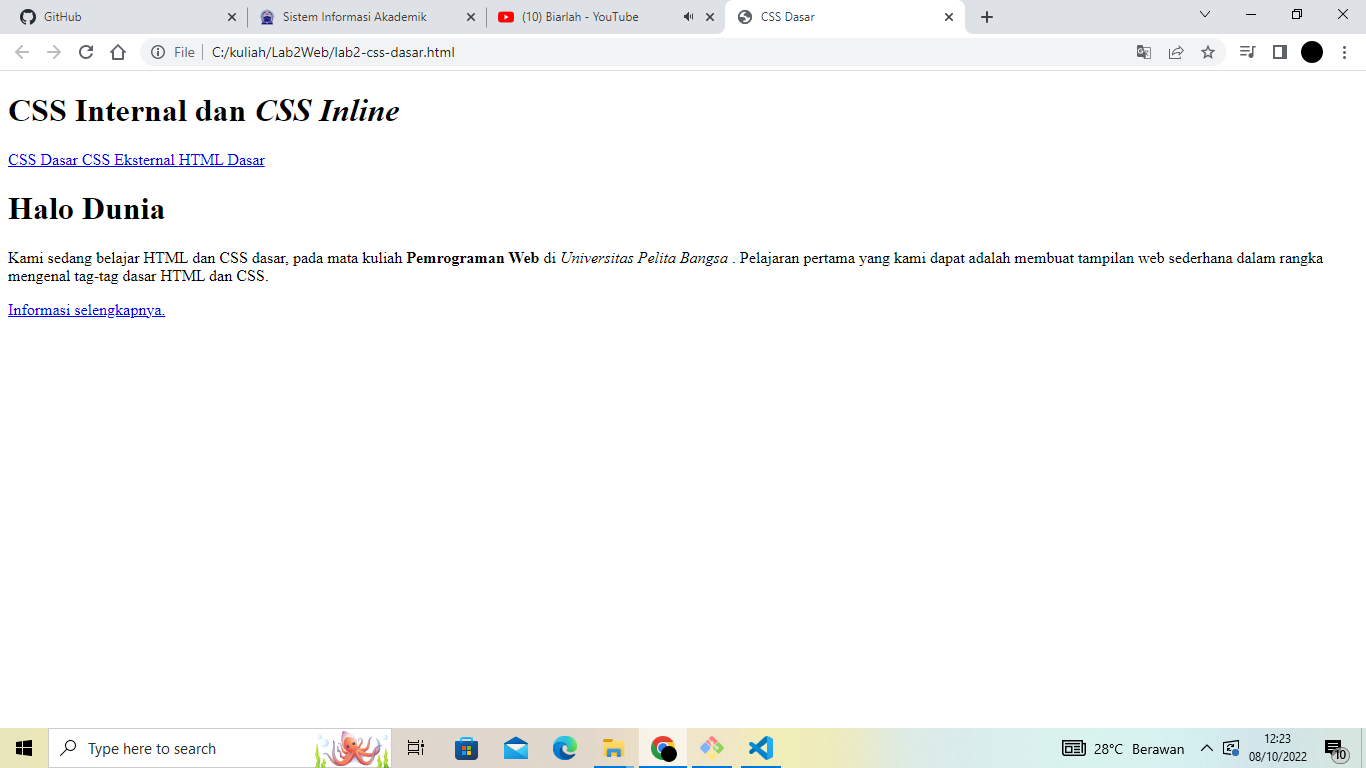 GitHub
Sistem Informasi Akademik
(10) Biarlah - YouTube
CSS Dasar
File
C:/kuliah/Lab2Web/lab2-css-dasar.html
CSS Internal dan CSS Inline
CSS Dasar CSS Eksternal HTML Dasar
Halo Dunia
Kami sedang belajar HTML dan CSS dasar, pada mata kuliah Pemrograman Web di Universitas Pelita Bangsa . Pelajaran pertama yang kami dapat adalah membuat tampilan web sederhana dalam rangka
mengenal tag-tag dasar HTML dan CSS.
Informasi selengkapnya.
Type here to search
28°C Berawan
12:23
08/10/2022
10